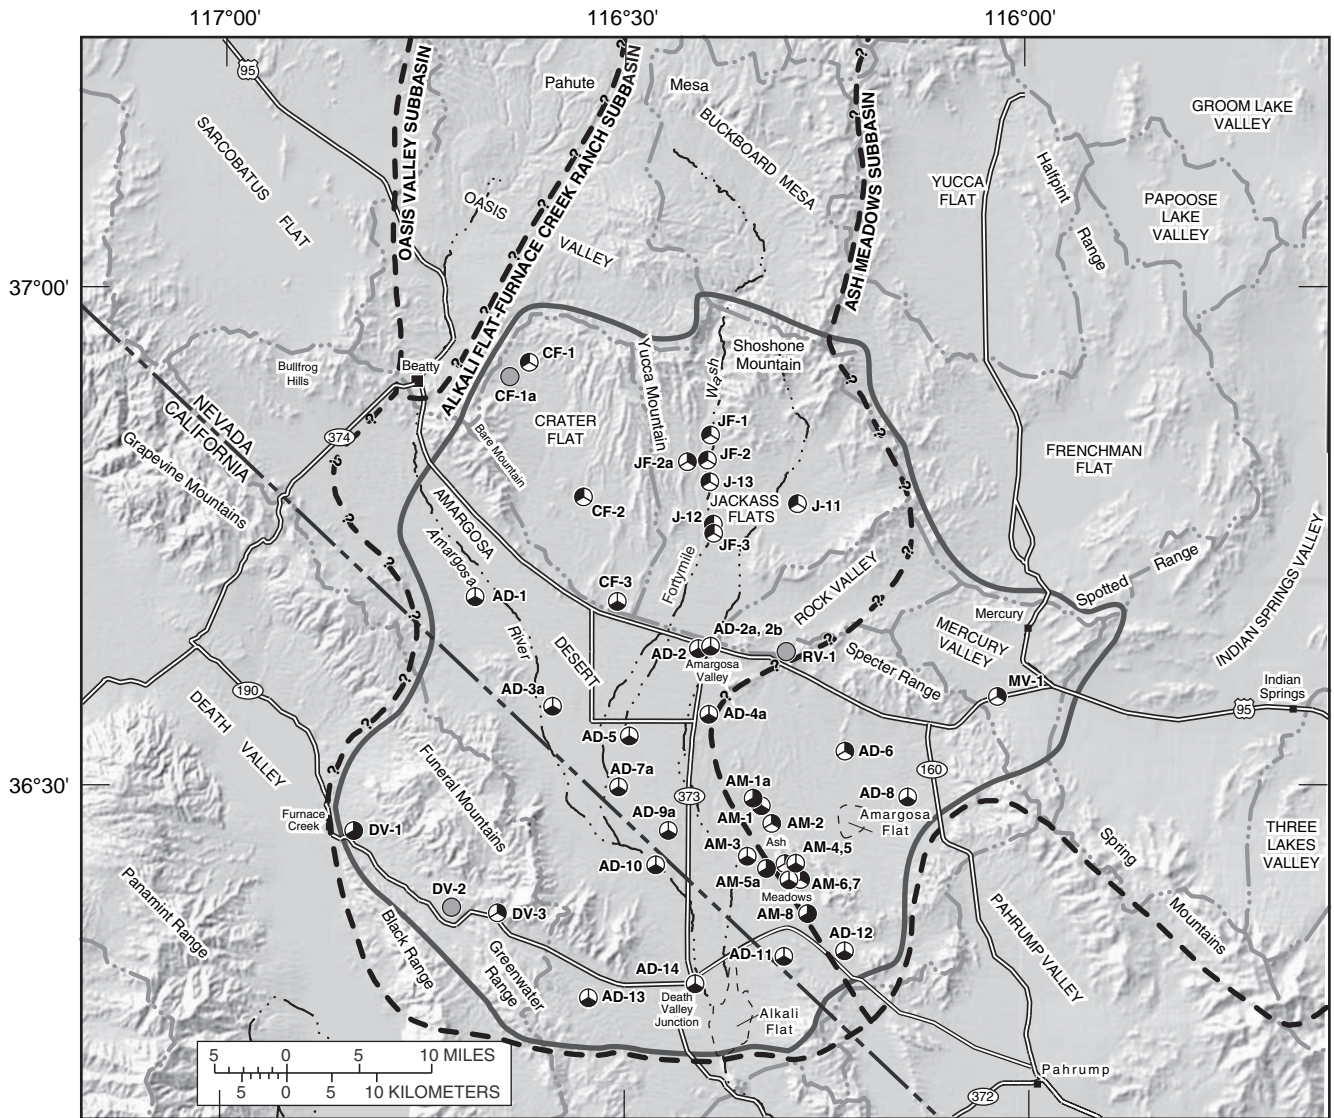 117°00'
116°30'
116°00'
37°00'
36°30'
95
SARCOBATUS FLAT
OASIS VALLEY SUBBASIN
ALKALI FLAT-FURNACE CREEK RANCH SUBBASIN
ASH MEADOWS SUBBASIN
Pahute Mesa
BUCKBOARD MESA
OASIS VALLEY
YUCCA
FLAT
Halfpint Range
GROOM LAKE
VALLEY
PAPOOSE
LAKE
VALLEY
Bullfrog
Hills
Beatty
374
NEVADA
CALIFORNIA
Grapevine Mountains
CF-1
CF-1a
CRATER
FLAT
Bare Mountain
Yucca Mountain
Shoshone
Mountain
Fortymile Wash
JF-1
JF-2a
JF-2
J-13
JACKASS
FLATS
J-12
JF-3
J-11
CF-2
CF-3
FRENCHMAN
FLAT
AMARGOSA DESERT
Amargosa River
AD-1
ROCK VALLEY
Spotted Range
INDIAN SPRINGS VALLEY
Mercury
MERCURY
VALLEY
Specter Range
MV-1
Indian
Springs
95
AD-2a, 2b
AD-2
Amargosa
Valley
RV-1
190
DEATH VALLEY
AD-3a
AD-4a
AD-5
AD-6
160
AD-7a
AD-8
Amargosa
Flat
373
AM-1a
AM-1
AM-2
AD-9a
Ash
Meadows
AM-3
AM-4,5
AM-5a
AM-6,7
AM-8
AD-10
Furnace
Creek
DV-1
Funeral Mountains
DV-2
DV-3
Panamint Range
Black Range
Greenwater
Range
AD-11
AD-12
AD-13
AD-14
Death
Valley
Junction
Alkali
Flat
PAHRUMP VALLEY
Spring Mountains
THREE
LAKES
VALLEY
Pahrump
372
5 0 5 10 MILES
5 0 5 10 KILOMETERS
? ? ? ? ? ? ? ? ? ? ? ? ? ? ? ? ? ? ? ? ? ? ? ?